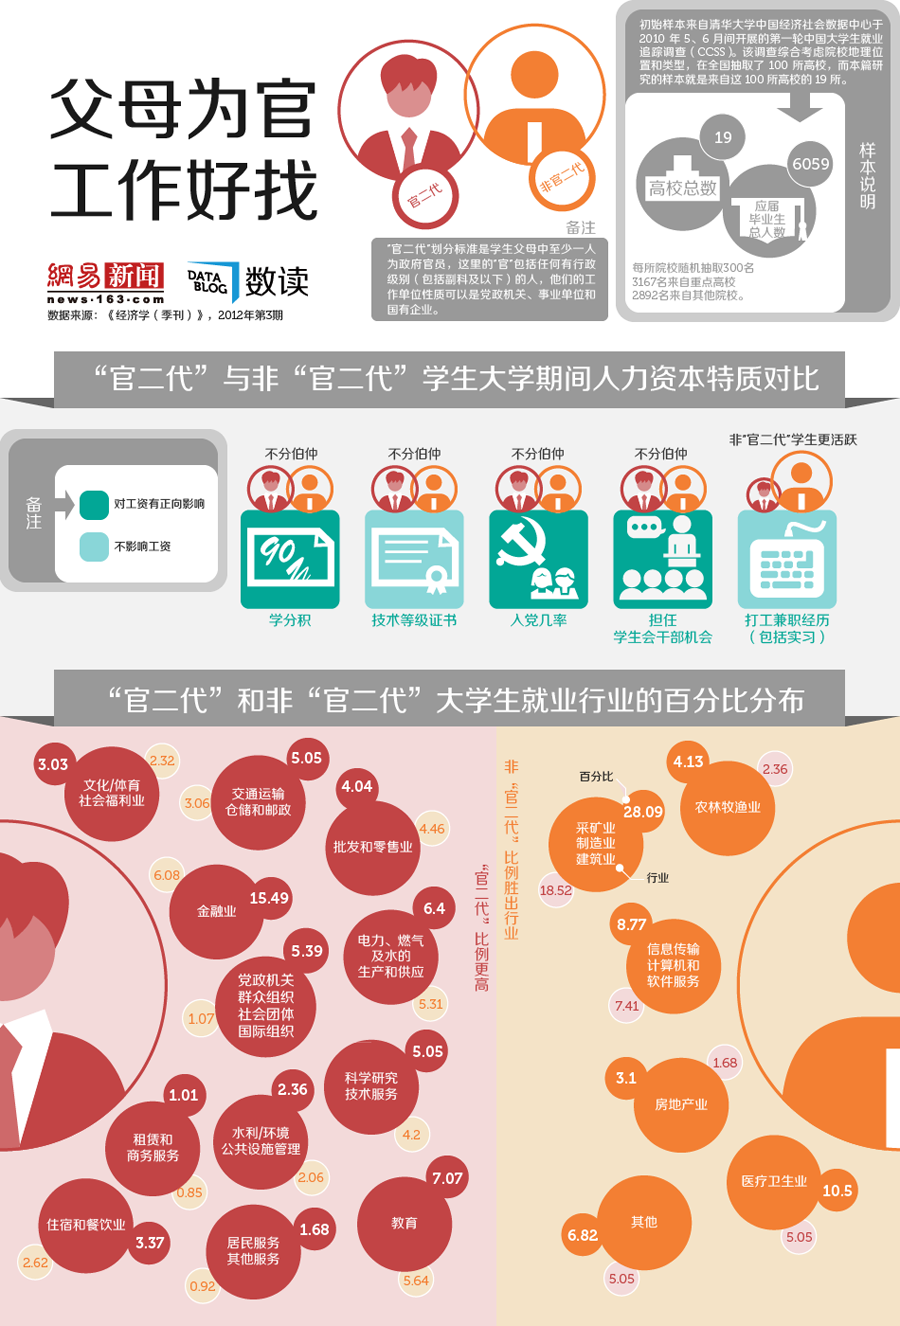 父母为官
工作好找
網易 新闻
news·163·com
DATA
BLOG
数读
数据来源：《经济学（季刊）》，2012年第3期
官二代
非官二代
备注
“官二代”划分标准是学生父母中至少一人
为政府官员，这里的“官”包括任何有行政
级别（包括副科及以下）的人，他们的工
作单位性质可以是党政机关、事业单位和
国有企业。
初始样本来自清华大学中国经济社会数据中心于
2010 年 5、6 月间开展的第一轮中国大学生就业
追踪调查（CCSS）。该调查综合考虑院校地理位
置和类型，在全国抽取了 100 所高校，而本篇研
究的样本就是来自这 100所高校的 19 所。
样本说明
19
高校总数
6059
应届
毕业生
总人数
每所院校随机抽取300名
3167名来自重点高校
2892名来自其他院校。
“官二代”与非“官二代”学生大学期间人力资本特质对比
备注
对工资有正向影响
不影响工资
不分伯仲
90
学分积
不分伯仲
技术等级证书
不分伯仲
入党几率
不分伯仲
担任
学生会干部机会
非“官二代”学生更活跃
打工兼职经历
（包括实习）
“官二代”和非“官二代”大学生就业行业的百分比分布
3.03
文化/体育
社会福利业
2.32
5.05
交通运输
仓储和邮政
3.06
4.04
批发和零售业
4.46
6.08
金融业
15.49
6.4
电力、燃气
及水的
生产和供应
5.31
5.39
党政机关
群众组织
社会团体
国际组织
1.07
5.05
科学研究
技术服务
4.2
1.01
租赁和
商务服务
0.85
2.36
水利/环境
公共设施管理
2.06
7.07
教育
5.64
住宿和餐饮业
3.37
2.62
1.68
居民服务
其他服务
0.92
“官二代”比例更高
非“官二代”比例胜出行业
百分比
28.09
采矿业
制造业
建筑业
行业
18.52
4.13
农林牧渔业
2.36
8.77
信息传输
计算机和
软件服务
7.41
3.1
房地产业
1.68
医疗卫生业
10.5
5.05
其他
6.82
5.05